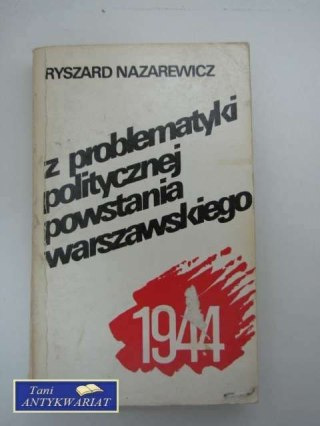 RYSZARD NAZAREWICZ
z problematyki
politycznej
powstania
warszawskiego
1944
Tani
ANTYKWARIAT